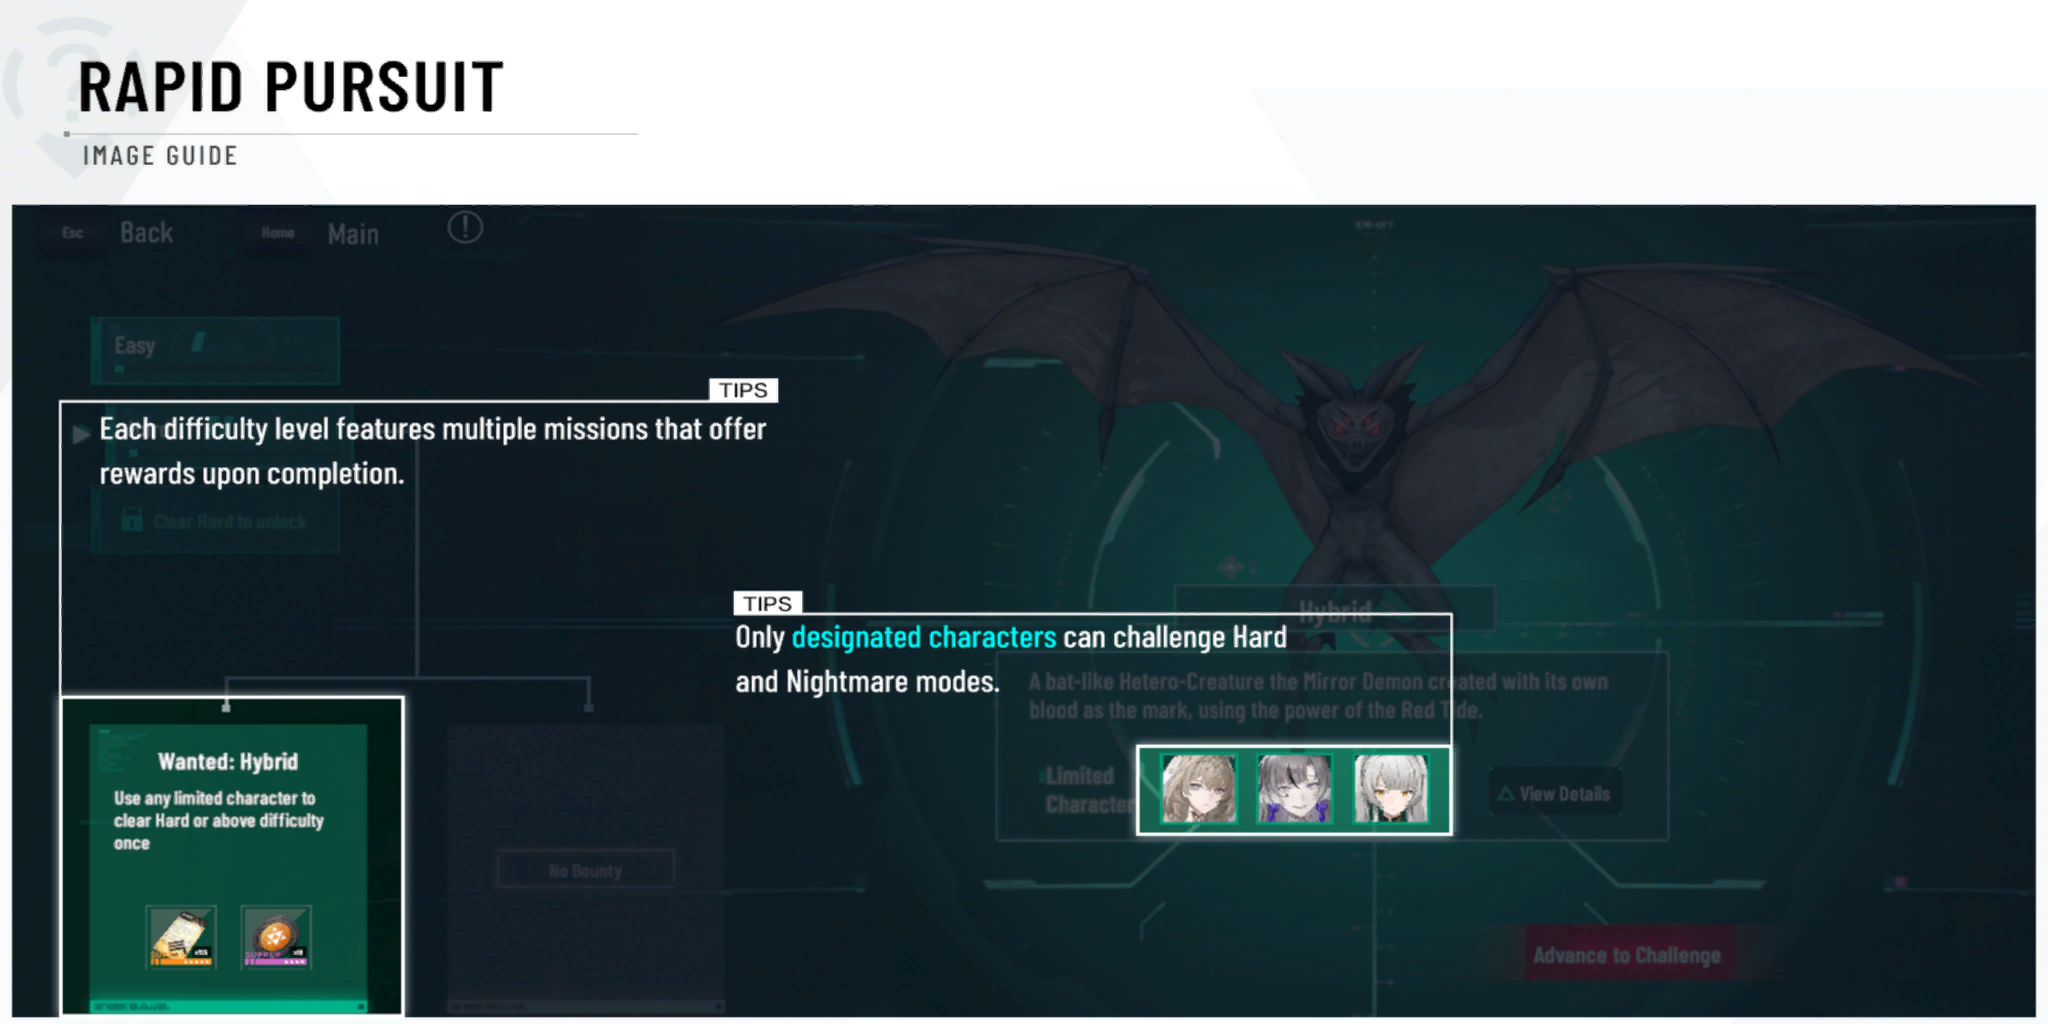 RAPID PURSUIT
IMAGE GUIDE
Esc
Back
Home
Main
Easy
TIPS
Each difficulty level features multiple missions that offer
rewards upon completion.
Clear Hard to unlock
TIPS
Only designated characters can challenge Hard
and Nightmare modes.
Hybrid
A bat-like Hetero-Creature the Mirror Demon created with its own
blood as the mark, using the power of the Red Tide.
Limited
Character
View Details
Wanted: Hybrid
Use any limited character to
clear Hard or above difficulty
once
No Bounty
Advance to Challenge